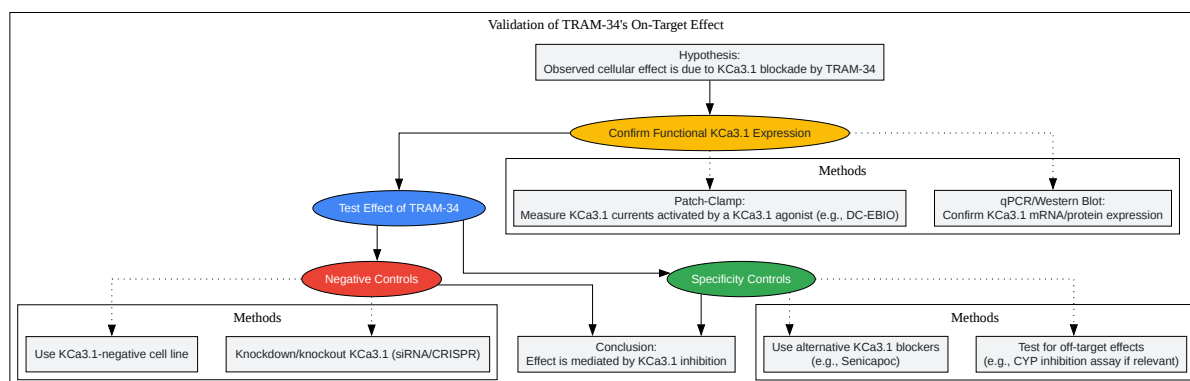 Validation of TRAM-34's On-Target Effect
Hypothesis:
Observed cellular effect is due to KCa3.1 blockade by TRAM-34
Confirm Functional KCa3.1 Expression
Methods
Patch-Clamp:
Measure KCa3.1 currents activated by a KCa3.1 agonist (e.g., DC-EBIO)
qPCR/Western Blot:
Confirm KCa3.1 mRNA/protein expression
Test Effect of TRAM-34
Negative Controls
Specificity Controls
Methods
Use KCa3.1-negative cell line
Knockdown/knockout KCa3.1 (siRNA/CRISPR)
Conclusion:
Effect is mediated by KCa3.1 inhibition
Methods
Use alternative KCa3.1 blockers
(e.g., Senicapoc)
Test for off-target effects
(e.g., CYP inhibition assay if relevant)